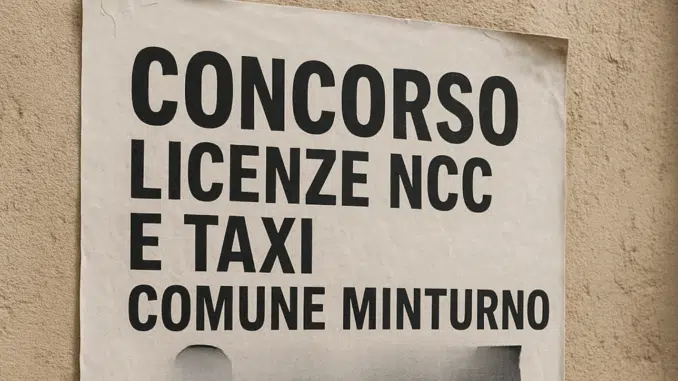 CONCORSO
LICENZE NCC
E TAXI
COMUNE MINTURNO